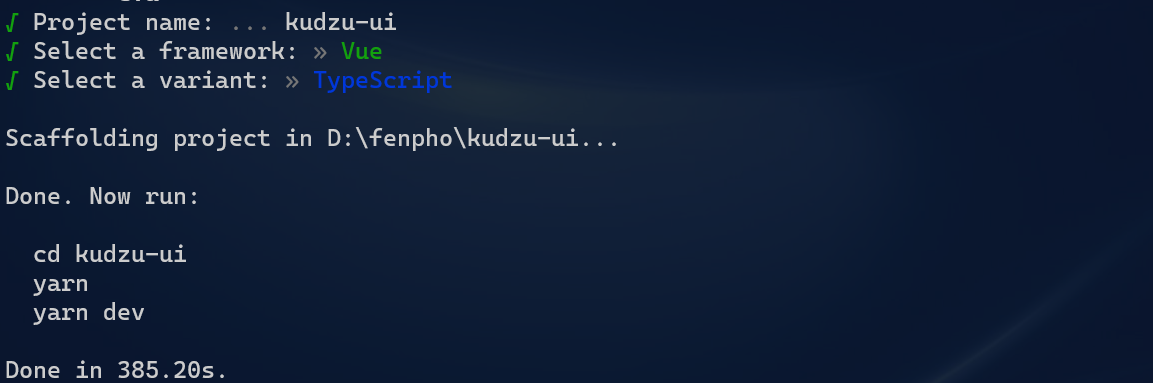 √ Project name: ... kudzu-ui
√ Select a framework: » Vue
√ Select a variant: » TypeScript
Scaffolding project in D:\fenpho\kudzu-ui...
Done. Now run:
cd kudzu-ui
yarn
yarn dev
Done in 385.20s.